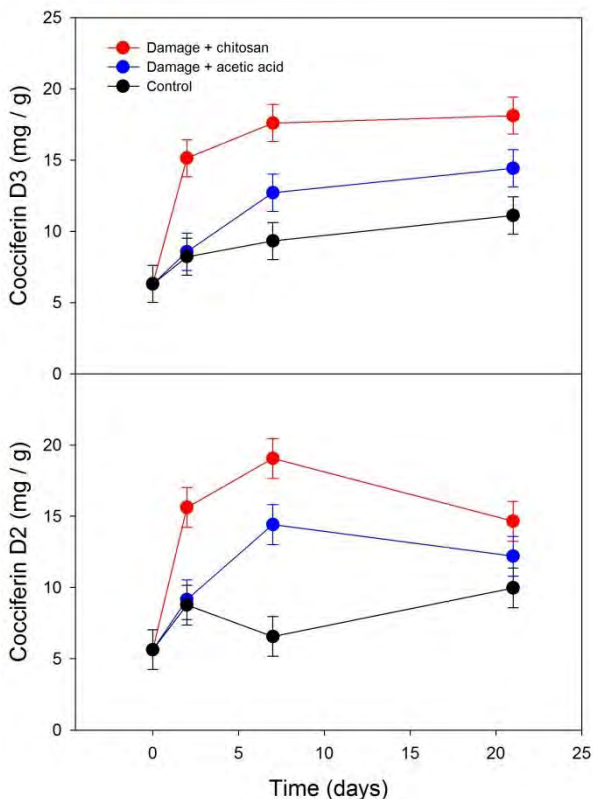 25
Damage + chitosan
Damage + acetic acid
Control
20
15
10
5
0
Cocciferin D3 (mg / g)
20
15
10
5
0
Cocciferin D2 (mg / g)
0 5 10 15 20 25
Time (days)